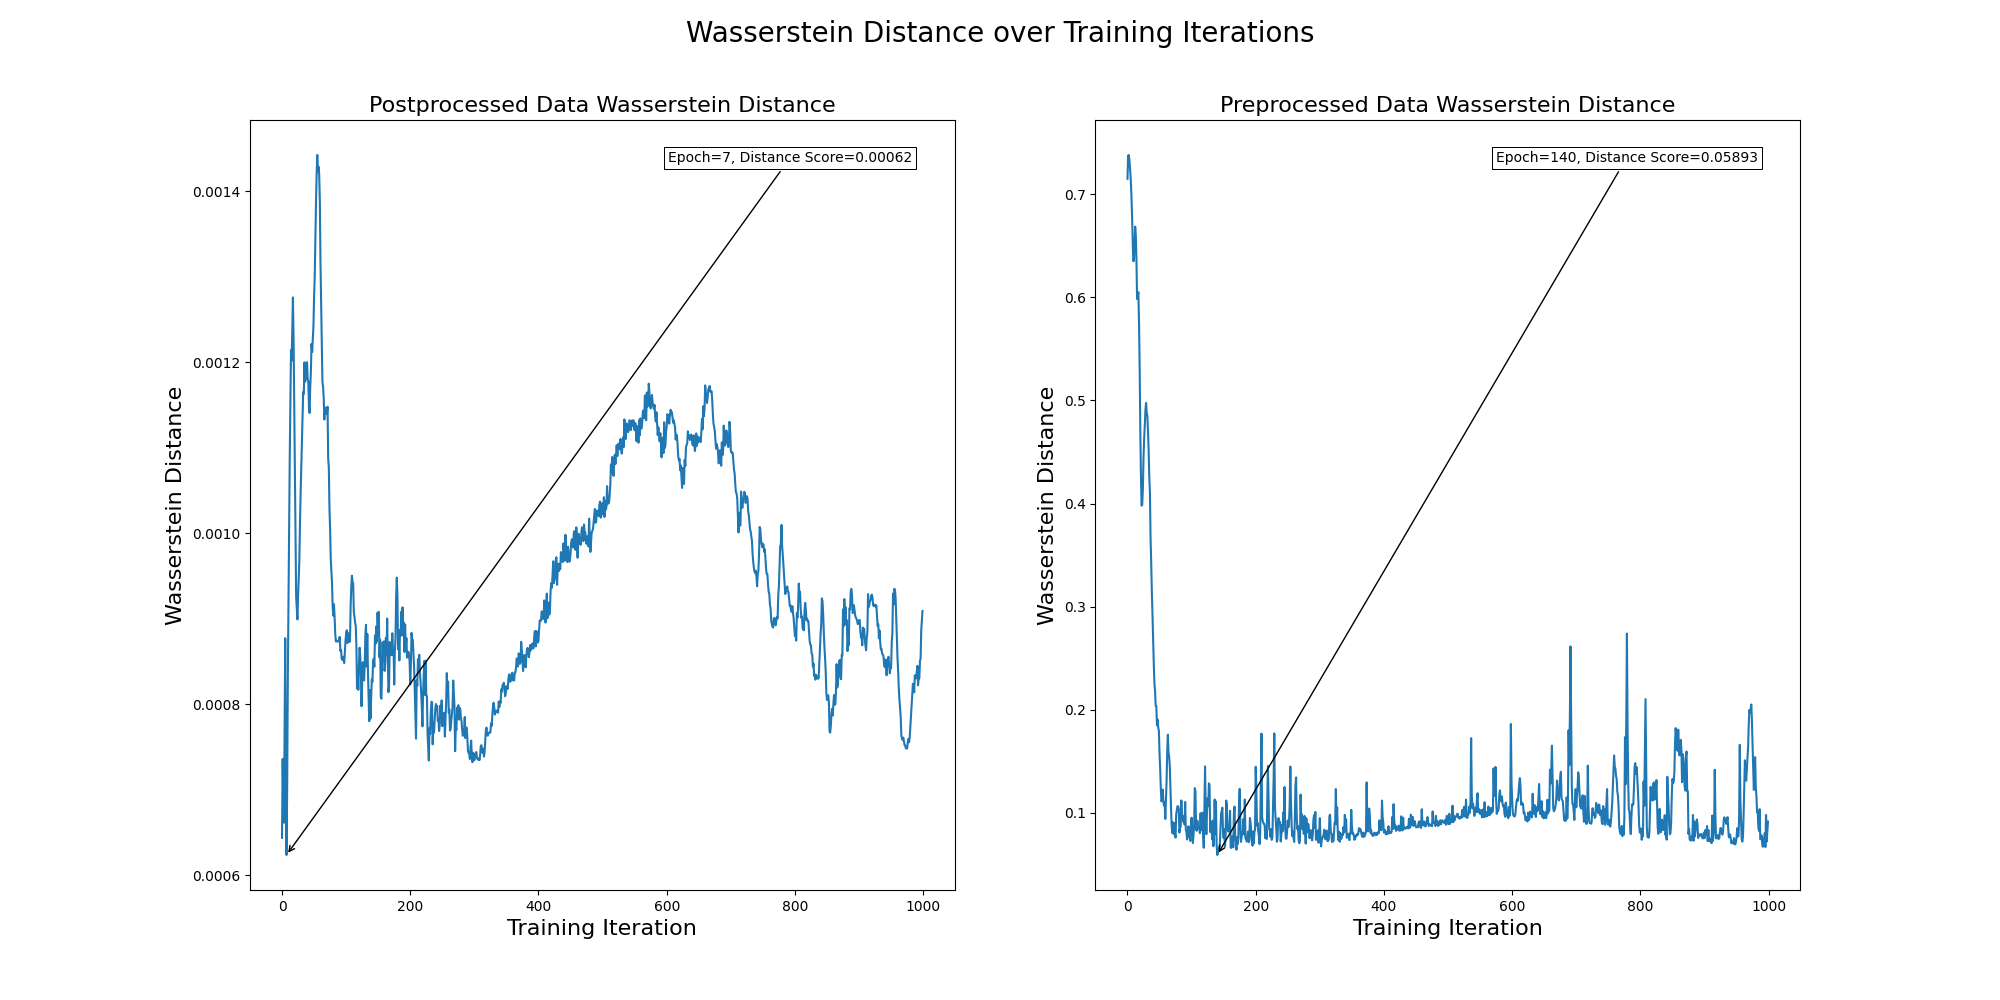 Wasserstein Distance over Training Iterations
Postprocessed Data Wasserstein Distance
Epoch=7, Distance Score=0.00062
0.0014
0.0012
0.0010
0.0008
0.0006
Wasserstein Distance
0 200 400 600 800 1000
Training Iteration
Preprocessed Data Wasserstein Distance
Epoch=140, Distance Score=0.05893
0.7
0.6
0.5
0.4
0.3
0.2
0.1
Wasserstein Distance
0 200 400 600 800 1000
Training Iteration